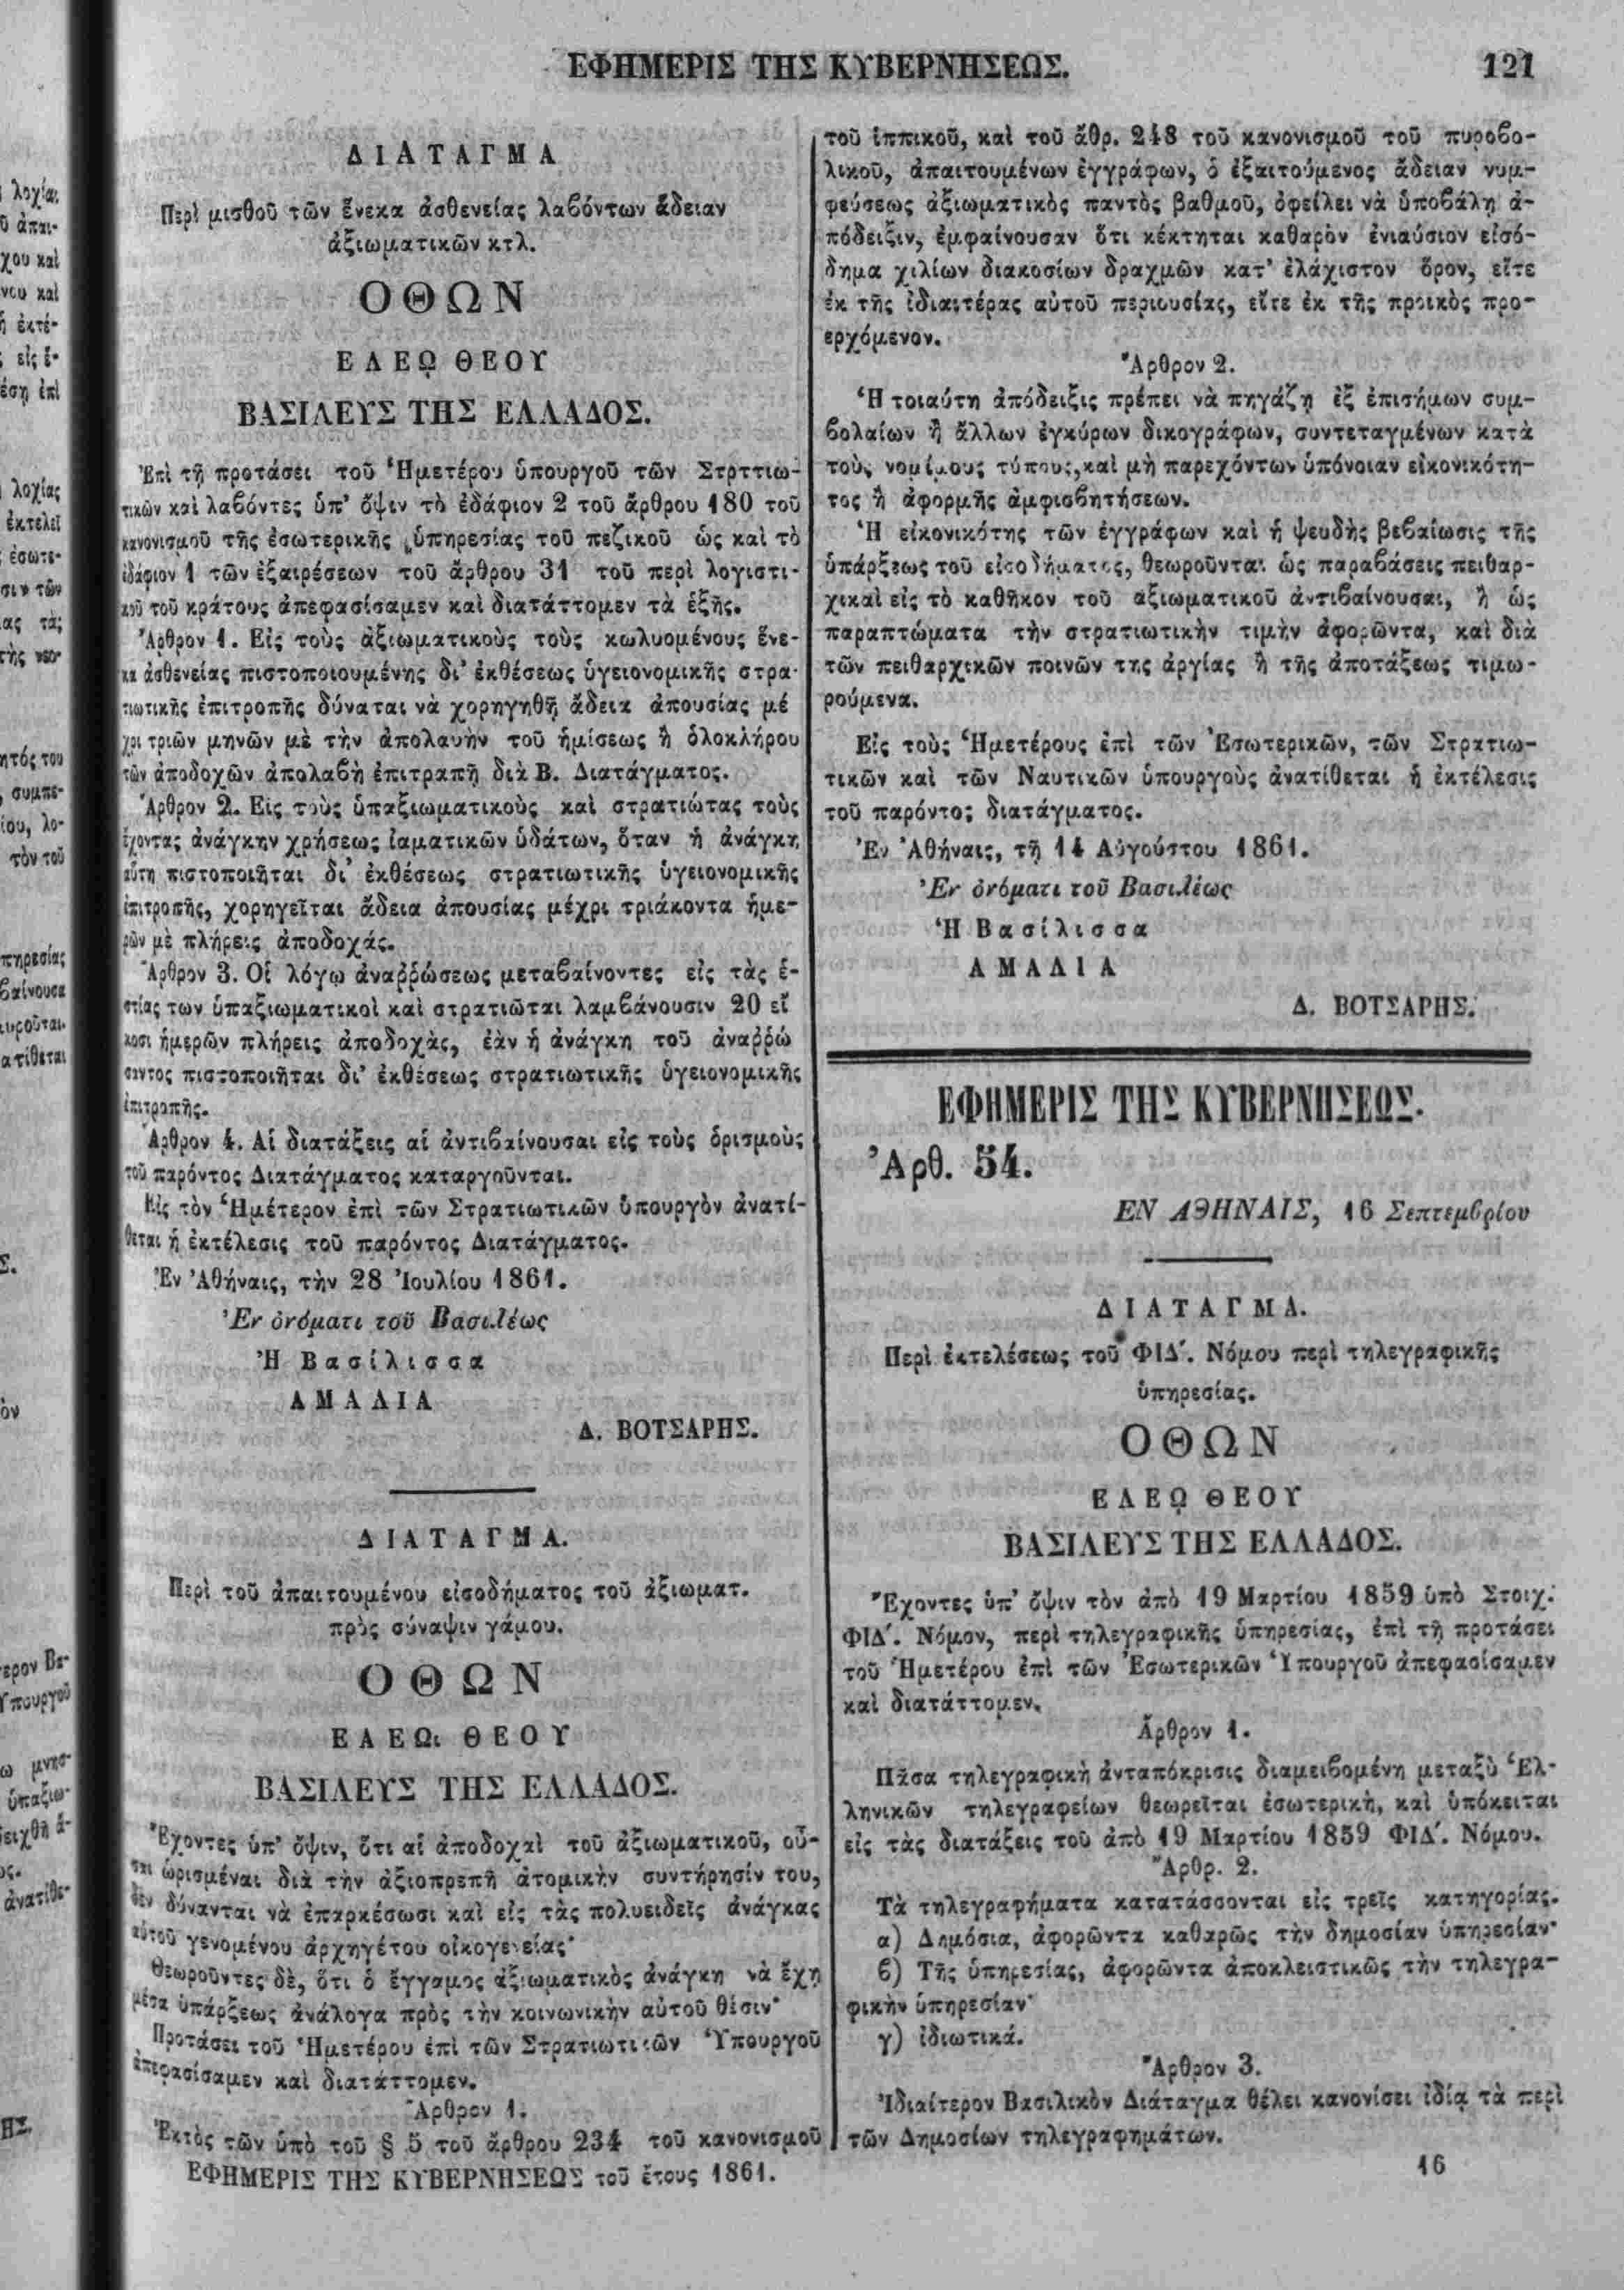 ΕΦΗΜΕΡΙΣ ΤΗΣ ΚΥΒΕΡΝΗΣΕΩΣ.
121
ΔΙΑΤΑΓΜΑ
Περὶ μισθοῦ τῶν ἕνεκα ἀσθενείας λαβόντων ἄδειαν
ἀξιωματικῶν κτλ.
ΟΘΩΝ
ΕΛΕῼ ΘΕΟΥ
ΒΑΣΙΛΕΥΣ ΤΗΣ ΕΛΛΑΔΟΣ.
Ἐπὶ τῇ προτάσει τοῦ Ἡμετέρου ὑπουργοῦ τῶν Στρττιω-
τικῶν καὶ λαβόντες ὑπ' ὄψιν τὸ ἐδάφιον 2 τοῦ ἄρθρου 180 τοῦ
κανονισμοῦ τῆς ἐσωτερικῆς ὑπηρεσίας τοῦ πεζικοῦ ὡς καὶ τὸ
ἐδάφιον 1 τῶν ἐξαιρέσεων τοῦ ἄρθρου 31 τοῦ περὶ λογιστι-
κοῦ τοῦ κράτους ἀπεφασίσαμεν καὶ διατάττομεν τὰ ἑξῆς.
Ἄρθρον 1. Εἰς τοὺς ἀξιωματικοὺς τοὺς κωλυομένους ἕνε-
κα ἀσθενείας πιστοποιουμένης δι' ἐκθέσεως ὑγειονομικῆς στρα-
τιωτικῆς ἐπιτροπῆς δύναται νὰ χορηγηθῇ ἄδεια ἀπουσίας μέ
χρι τριῶν μηνῶν μὲ τὴν ἀπολαυὴν τοῦ ἡμίσεως ἢ ὁλοκλήρου
τῶν ἀποδοχῶν ἀπολαβὴ ἐπιτραπῇ διὰ Β. Διατάγματος.
Ἄρθρον 2. Εἰς τοὺς ὑπαξιωματικοὺς καὶ στρατιώτας τοὺς
ἔχοντας ἀνάγκην χρήσεως ἰαματικῶν ὑδάτων, ὅταν ἡ ἀνάγκη
αὕτη πιστοποιῆται δι' ἐκθέσεως στρατιωτικῆς ὑγειονομικῆς
ἐπιτροπῆς, χορηγεῖται ἄδεια ἀπουσίας μέχρι τριάκοντα ἡμε-
ρῶν μὲ πλήρεις ἀποδοχάς.
Ἄρθρον 3. Οἱ λόγῳ ἀναῤῥώσεως μεταβαίνοντες εἰς τὰς ἑ-
στίας των ὑπαξιωματικοὶ καὶ στρατιῶται λαμβάνουσιν 20 εἴ
κοσι ἡμερῶν πλήρεις ἀποδοχὰς, ἐὰν ἡ ἀνάγκη τοῦ ἀναῤῥώ
σαντος πιστοποιῆται δι' ἐκθέσεως στρατιωτικῆς ὑγειονομικῆς
ἐπιτροπῆς.
Ἄρθρον 4. Αἱ διατάξεις αἱ ἀντιβαίνουσαι εἰς τοὺς ὁρισμοὺς
τοῦ παρόντος Διατάγματος καταργοῦνται.
Εἰς τὸν Ἡμέτερον ἐπὶ τῶν Στρατιωτικῶν ὑπουργὸν ἀνατί-
θεται ἡ ἐκτέλεσις τοῦ παρόντος Διατάγματος.
Ἐν Ἀθήναις, τὴν 28 Ἰουλίου 1861.
Ἐν ὀνόματι τοῦ Βασιλέως
Ἡ Βασίλισσα
ΑΜΑΛΙΑ
Δ. ΒΟΤΣΑΡΗΣ.
ΔΙΑΤΑΓΜΑ.
Περὶ τοῦ ἀπαιτουμένου εἰσοδήματος τοῦ ἀξιωματ.
πρὸς σύναψιν γάμου.
ΟΘΩΝ
ΕΛΕΩι ΘΕΟΥ
ΒΑΣΙΛΕΥΣ ΤΗΣ ΕΛΛΑΔΟΣ.
Ἔχοντες ὑπ' ὄψιν, ὅτι αἱ ἀποδοχαὶ τοῦ ἀξιωματικοῦ, οὖ-
σαι ὡρισμέναι διὰ τὴν ἀξιοπρεπῆ ἀτομικὴν συντήρησίν του,
δὲν δύνανται νὰ ἐπαρκέσωσι καὶ εἰς τὰς πολυειδεῖς ἀνάγκας
αὐτοῦ γενομένου ἀρχηγέτου οἰκογενείας·
Θεωροῦντες δὲ, ὅτι ὁ ἔγγαμος ἀξιωματικὸς ἀνάγκη νὰ ἔχῃ
μέσα ὑπάρξεως ἀνάλογα πρὸς τὴν κοινωνικὴν αὐτοῦ θέσιν·
Προτάσει τοῦ Ἡμετέρου ἐπὶ τῶν Στρατιωτικῶν Ὑπουργοῦ
ἀπεφασίσαμεν καὶ διατάττομεν.
Ἄρθρον 1.
Ἐκτὸς τῶν ὑπὸ τοῦ § 5 τοῦ ἄρθρου 234 τοῦ κανονισμοῦ
ΕΦΗΜΕΡΙΣ ΤΗΣ ΚΥΒΕΡΝΗΣΕΩΣ τοῦ ἔτους 1861.
τοῦ ἱππικοῦ, καὶ τοῦ ἄθρ. 248 τοῦ κανονισμοῦ τοῦ πυροβο-
λικοῦ, ἀπαιτουμένων ἐγγράφων, ὁ ἐξαιτούμενος ἄδειαν νυμ-
φεύσεως ἀξιωματικὸς παντὸς βαθμοῦ, ὀφείλει νὰ ὑποβάλῃ ἀ-
πόδειξιν, ἐμφαίνουσαν ὅτι κέκτηται καθαρὸν ἐνιαύσιον εἰσό-
δημα χιλίων διακοσίων δραχμῶν κατ' ἐλάχιστον ὅρον, εἴτε
ἐκ τῆς ἰδιαιτέρας αὐτοῦ περιουσίας, εἴτε ἐκ τῆς προικὸς προ-
ερχόμενον.
Ἄρθρον 2.
Ἡ τοιαύτη ἀπόδειξις πρέπει νὰ πηγάζῃ ἐξ ἐπισήμων συμ-
βολαίων ἢ ἄλλων ἐγκύρων δικογράφων, συντεταγμένων κατὰ
τοὺς νομίμους τύπους, καὶ μὴ παρεχόντων ὑπόνοιαν εἰκονικότη-
τος ἢ ἀφορμῆς ἀμφισβητήσεων.
Ἡ εἰκονικότης τῶν ἐγγράφων καὶ ἡ ψευδὴς βεβαίωσις τῆς
ὑπάρξεως τοῦ εἰσοδήματος, θεωροῦνται ὡς παραβάσεις πειθαρ-
χικαὶ εἰς τὸ καθῆκον τοῦ ἀξιωματικοῦ ἀντιβαίνουσαι, ἢ ὡς
παραπτώματα τὴν στρατιωτικὴν τιμὴν ἀφορῶντα, καὶ διὰ
τῶν πειθαρχικῶν ποινῶν της ἀργίας ἢ τῆς ἀποτάξεως τιμω-
ρούμενα.
Εἰς τοὺς Ἡμετέρους ἐπὶ τῶν Ἐσωτερικῶν, τῶν Στρατιω-
τικῶν καὶ τῶν Ναυτικῶν ὑπουργοὺς ἀνατίθεται ἡ ἐκτέλεσις
τοῦ παρόντος διατάγματος.
Ἐν Ἀθήναις, τῇ 14 Αὐγούστου 1861.
Ἐν ὀνόματι τοῦ Βασιλέως
Ἡ Βασίλισσα
ΑΜΑΛΙΑ
Δ. ΒΟΤΣΑΡΗΣ.
ΕΦΗΜΕΡΙΣ ΤΗΣ ΚΥΒΕΡΝΗΣΕΩΣ.
Ἀρθ. 54.
ΕΝ ΑΘΗΝΑΙΣ, 16 Σεπτεμβρίου
ΔΙΑΤΑΓΜΑ.
Περὶ ἐκτελέσεως τοῦ ΦΙΔʹ. Νόμου περὶ τηλεγραφικῆς
ὑπηρεσίας.
ΟΘΩΝ
ΕΛΕῼ ΘΕΟΥ
ΒΑΣΙΛΕΥΣ ΤΗΣ ΕΛΛΑΔΟΣ.
Ἔχοντες ὑπ' ὄψιν τὸν ἀπὸ 19 Μαρτίου 1859 ὑπὸ Στοιχ.
ΦΙΔʹ. Νόμον, περὶ τηλεγραφικῆς ὑπηρεσίας, ἐπὶ τῇ προτάσει
τοῦ Ἡμετέρου ἐπὶ τῶν Ἐσωτερικῶν Ὑπουργοῦ ἀπεφασίσαμεν
καὶ διατάττομεν.
Ἄρθρον 1.
Πᾶσα τηλεγραφικὴ ἀνταπόκρισις διαμειβομένη μεταξὺ Ἑλ-
ληνικῶν τηλεγραφείων θεωρεῖται ἐσωτερικὴ, καὶ ὑπόκειται
εἰς τὰς διατάξεις τοῦ ἀπὸ 19 Μαρτίου 1859 ΦΙΔʹ. Νόμου.
Ἄρθρ. 2.
Τὰ τηλεγραφήματα κατατάσσονται εἰς τρεῖς κατηγορίας.
α) Δημόσια, ἀφορῶντα καθαρῶς τὴν δημοσίαν ὑπηρεσίαν·
β) Τῆς ὑπηρεσίας, ἀφορῶντα ἀποκλειστικῶς τὴν τηλεγρα-
φικὴν ὑπηρεσίαν·
γ) ἰδιωτικά.
Ἄρθρον 3.
Ἰδιαίτερον Βασιλικὸν Διάταγμα θέλει κανονίσει ἰδίᾳ τὰ περὶ
τῶν Δημοσίων τηλεγραφημάτων.
16